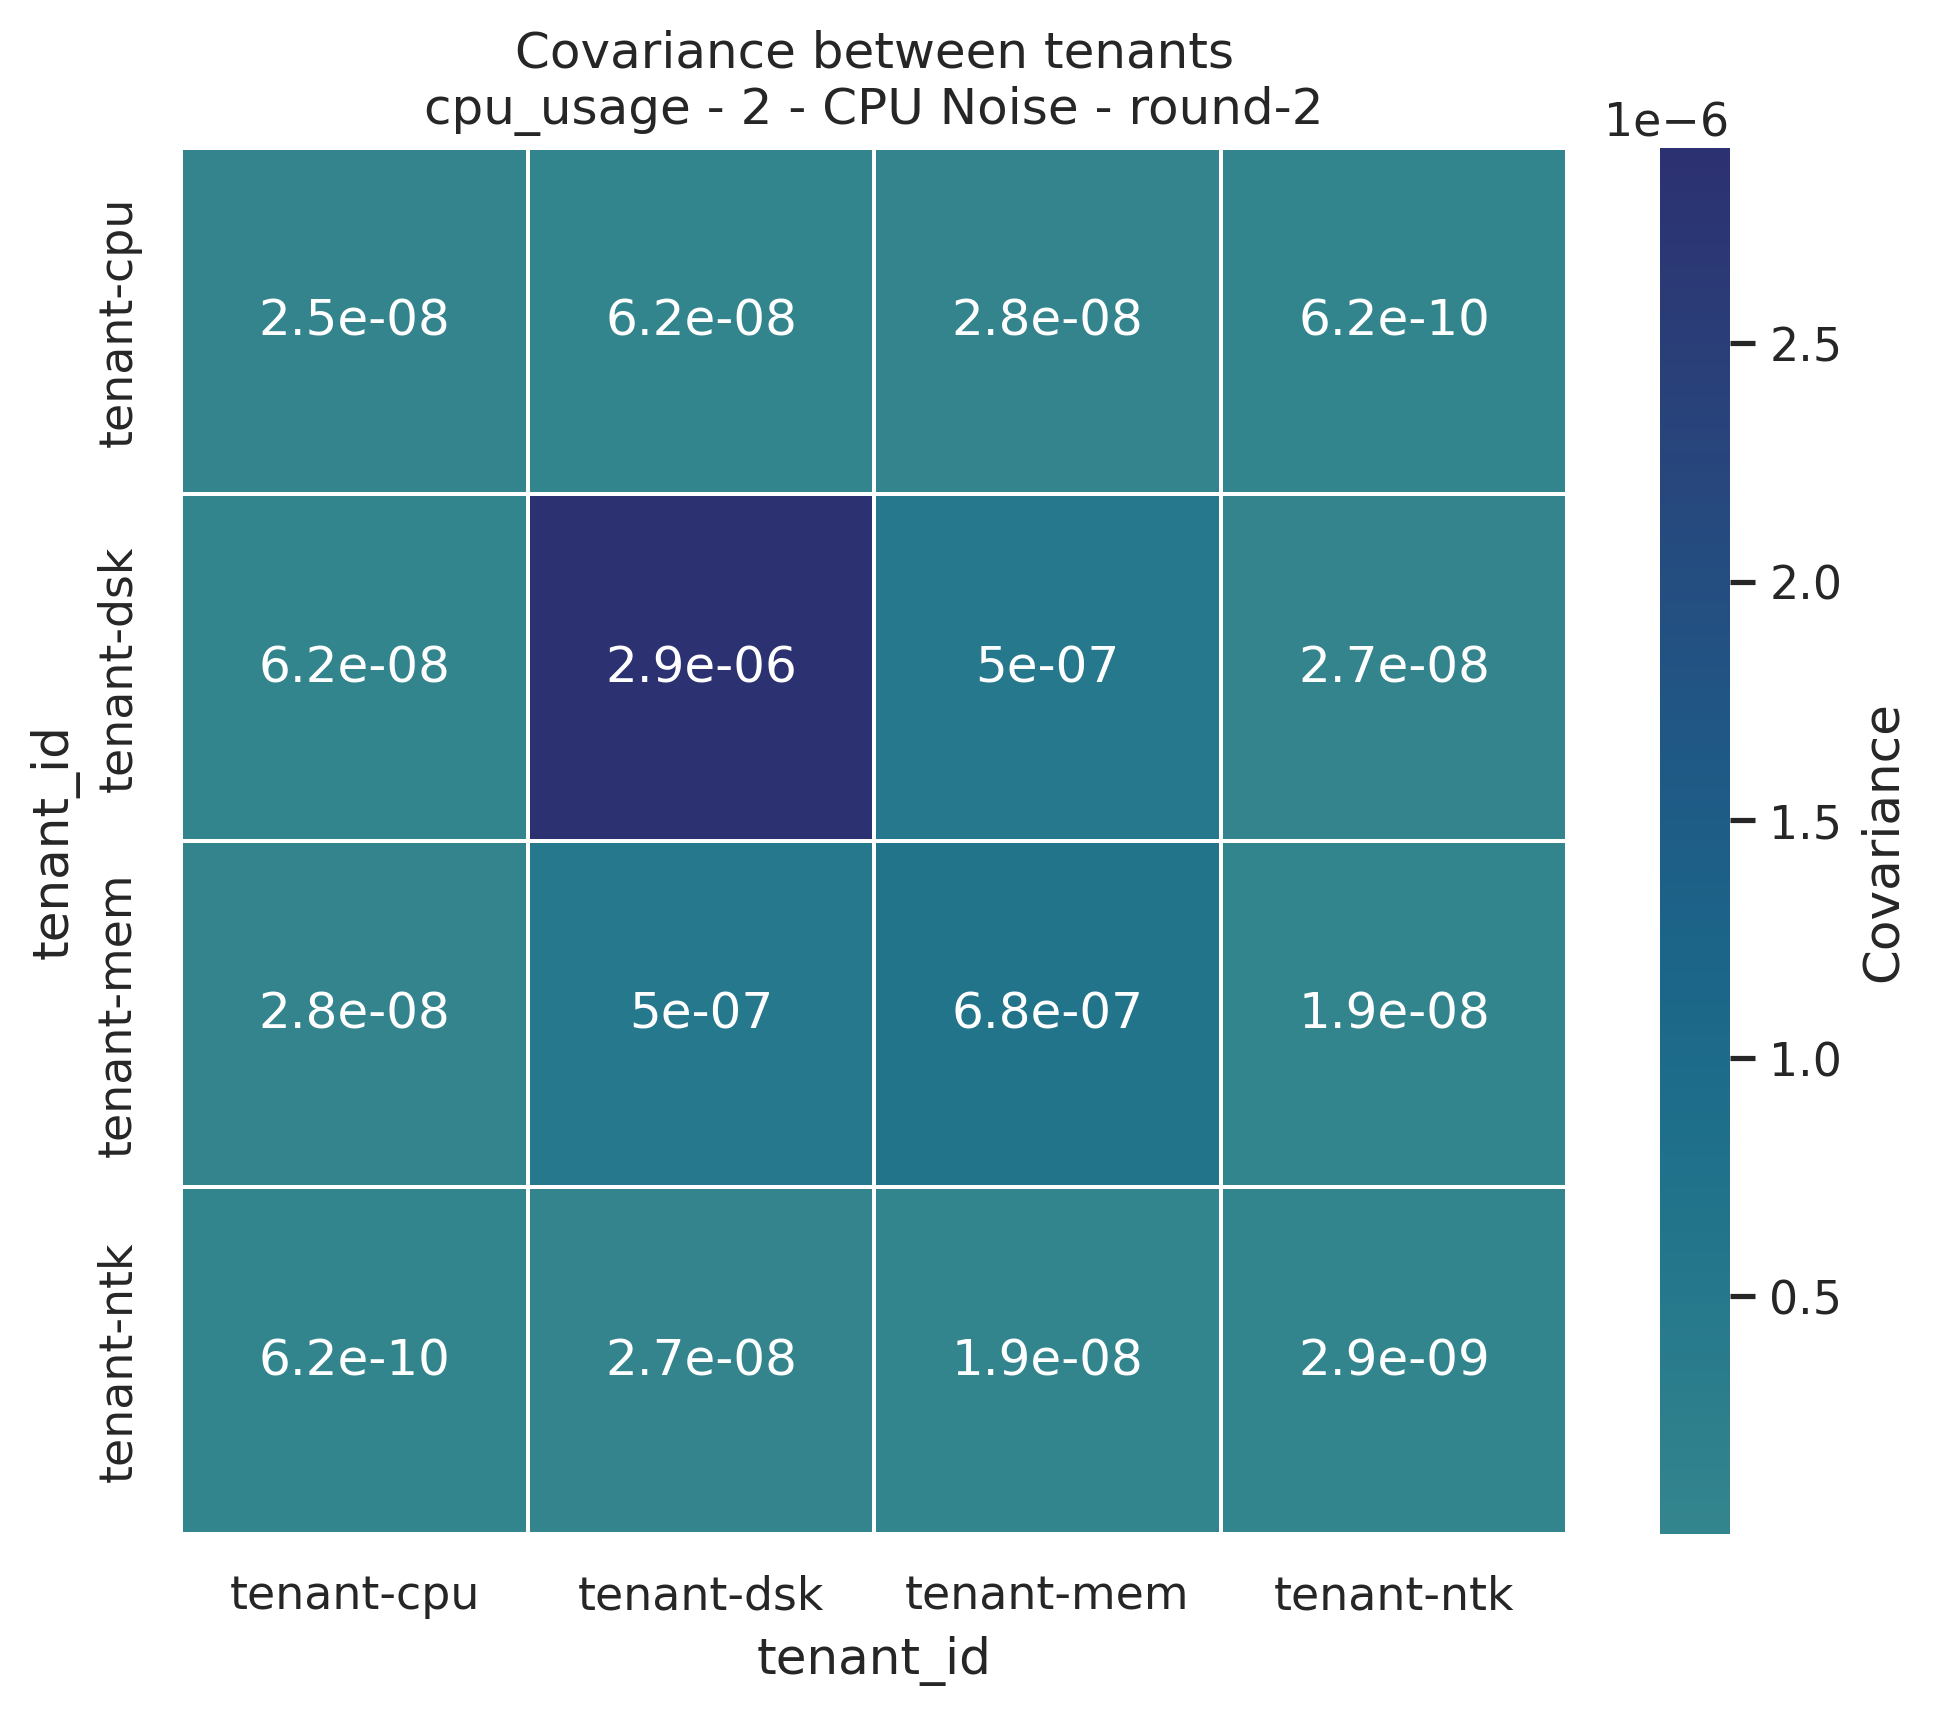 Covariance between tenants
cpu_usage - 2 - CPU Noise - round-2
1e−6
tenant-cpu
2.5e-08 6.2e-08 2.8e-08 6.2e-10
2.5
tenant-dsk
6.2e-08 2.9e-06 5e-07 2.7e-08
2.0
tenant_id
1.5
Covariance
tenant-mem
2.8e-08 5e-07 6.8e-07 1.9e-08
1.0
tenant-ntk
6.2e-10 2.7e-08 1.9e-08 2.9e-09
0.5
tenant-cpu tenant-dsk tenant-mem tenant-ntk
tenant_id